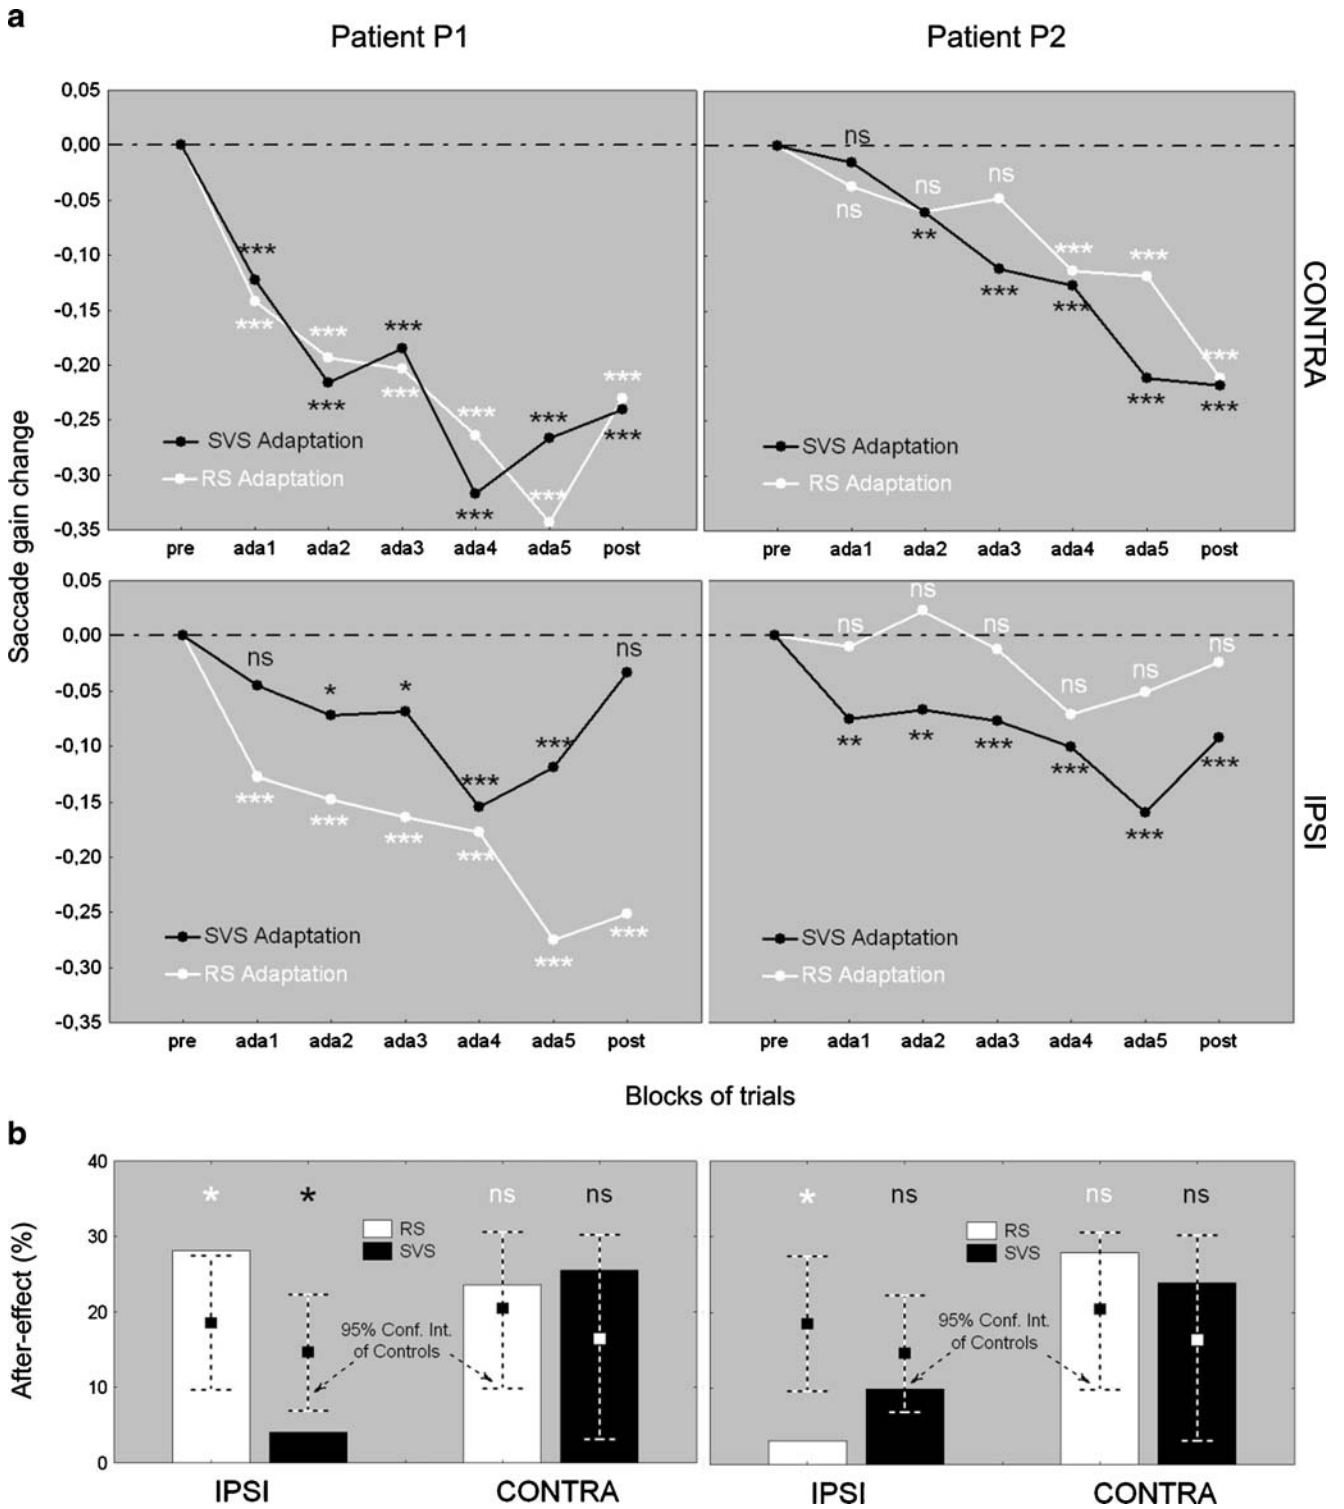 a
Patient P1
Patient P2
0,05
0,00
-0,05
-0,10
-0,15
-0,20
-0,25
-0,30
-0,35
***
***
***
***
***
***
***
***
***
***
***
***
SVS Adaptation
RS Adaptation
pre ada1 ada2 ada3 ada4 ada5 post
ns
ns
ns
**
ns
***
***
***
***
***
***
***
SVS Adaptation
RS Adaptation
pre ada1 ada2 ada3 ada4 ada5 post
CONTRA
Saccade gain change
0,05
0,00
-0,05
-0,10
-0,15
-0,20
-0,25
-0,30
-0,35
ns
*
*
***
***
ns
***
***
***
***
***
***
SVS Adaptation
RS Adaptation
pre ada1 ada2 ada3 ada4 ada5 post
ns
ns
ns
ns
ns
ns
**
**
***
***
***
***
SVS Adaptation
RS Adaptation
pre ada1 ada2 ada3 ada4 ada5 post
IPSI
Blocks of trials
b
After-effect (%)
40
30
20
10
0
* * ns ns
RS
SVS
95% Conf. Int.
of Controls
IPSI CONTRA
* ns ns ns
RS
SVS
95% Conf. Int.
of Controls
IPSI CONTRA